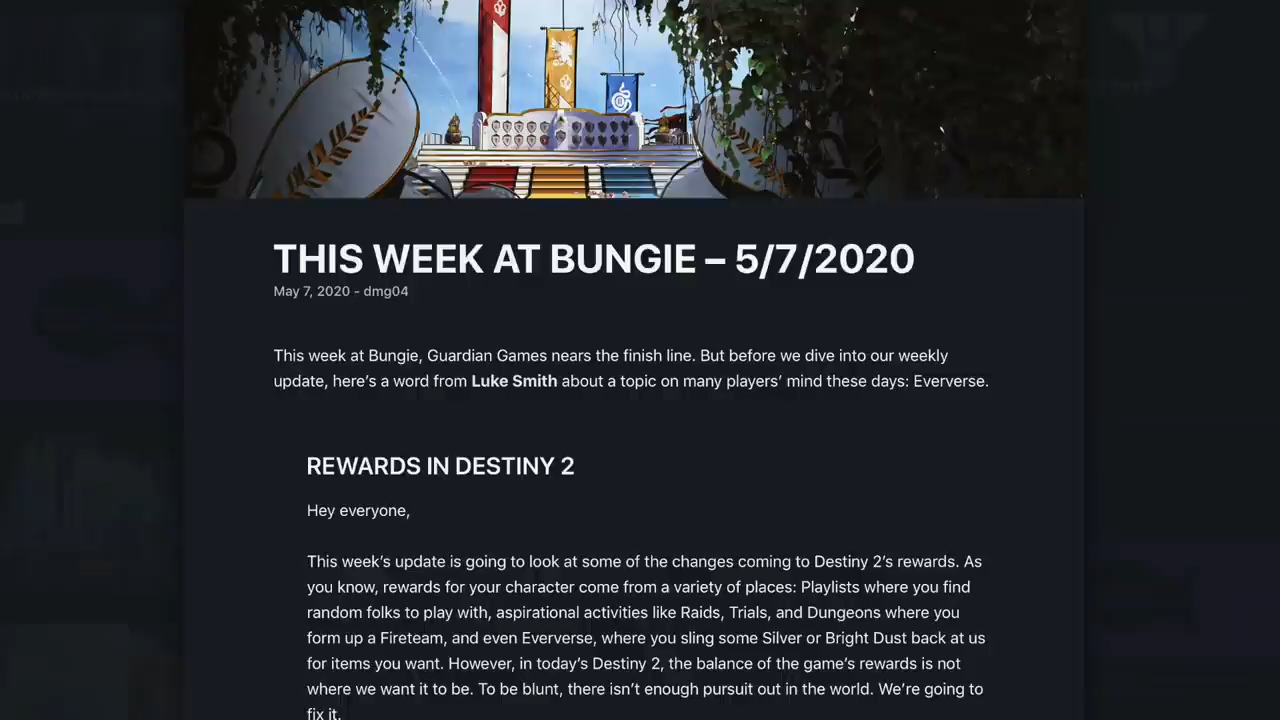 THIS WEEK AT BUNGIE – 5/7/2020
May 7, 2020 - dmg04
This week at Bungie, Guardian Games nears the finish line. But before we dive into our weekly
update, here’s a word from Luke Smith about a topic on many players’ mind these days: Eververse.
REWARDS IN DESTINY 2
Hey everyone,
This week’s update is going to look at some of the changes coming to Destiny 2’s rewards. As
you know, rewards for your character come from a variety of places: Playlists where you find
random folks to play with, aspirational activities like Raids, Trials, and Dungeons where you
form up a Fireteam, and even Eververse, where you sling some Silver or Bright Dust back at us
for items you want. However, in today’s Destiny 2, the balance of the game’s rewards is not
where we want it to be. To be blunt, there isn’t enough pursuit out in the world. We’re going to
fix it.